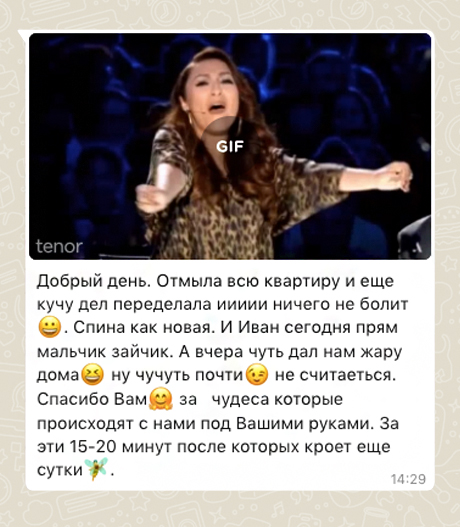 GIF
tenor
Добрый день. Отмыла всю квартиру и еще
кучу дел переделала иииии ничего не болит
😀. Спина как новая. И Иван сегодня прям
мальчик зайчик. А вчера чуть дал нам жару
дома😆 ну чучуть почти😉 не считаеться.
Спасибо Вам🤗 за чудеса которые
происходят с нами под Вашими руками. За
эти 15-20 минут после которых кроет еще
сутки🧚.
14:29